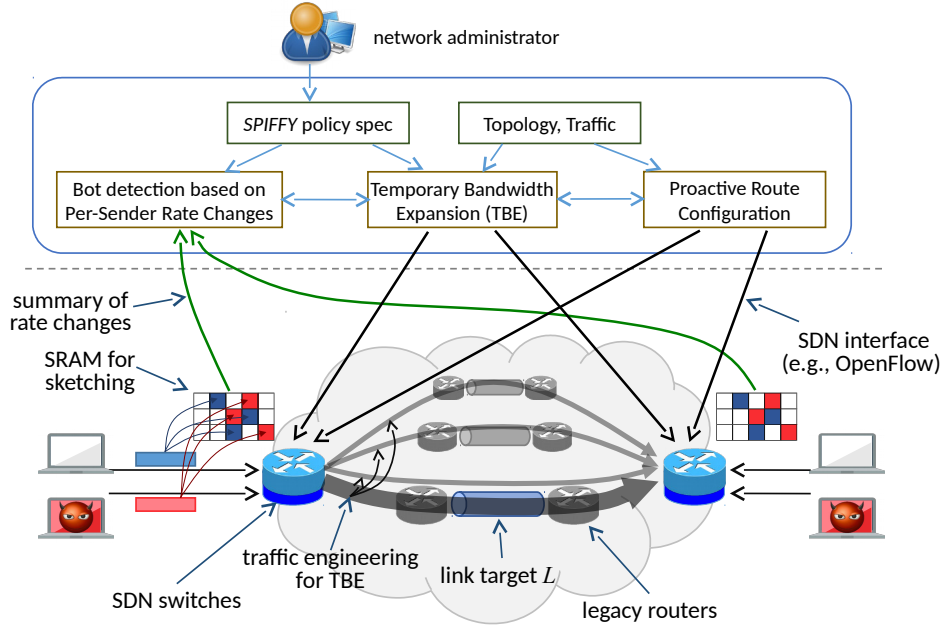 network administrator
SPIFFY policy spec
Topology, Traffic
Bot detection based on
Per-Sender Rate Changes
Temporary Bandwidth
Expansion (TBE)
Proactive Route
Configuration
summary of
rate changes
SRAM for
sketching
SDN interface
(e.g., OpenFlow)
traffic engineering
for TBE
link target L
SDN switches
legacy routers